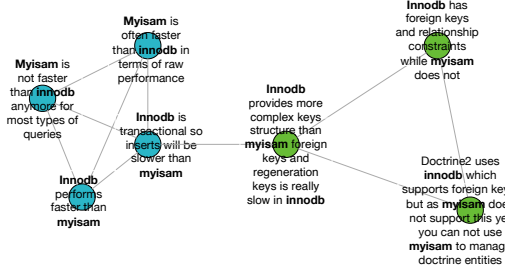 Myisam is
often faster
than innodb in
terms of raw
performance
Myisam is
not faster
than innodb
anymore for
most types of
queries
Innodb is
transactional so
inserts will be
slower than
myisam
Innodb
performs
faster than
myisam
Innodb
provides more
complex keys
structure than
myisam foreign
keys and
regeneration
keys is really
slow in innodb
Innodb has
foreign keys
and relationship
constraints
while myisam
does not
Doctrine2 uses
innodb which
supports foreign key
but as myisam doe
not support this ye
you can not use
myisam to manag
doctrine entities